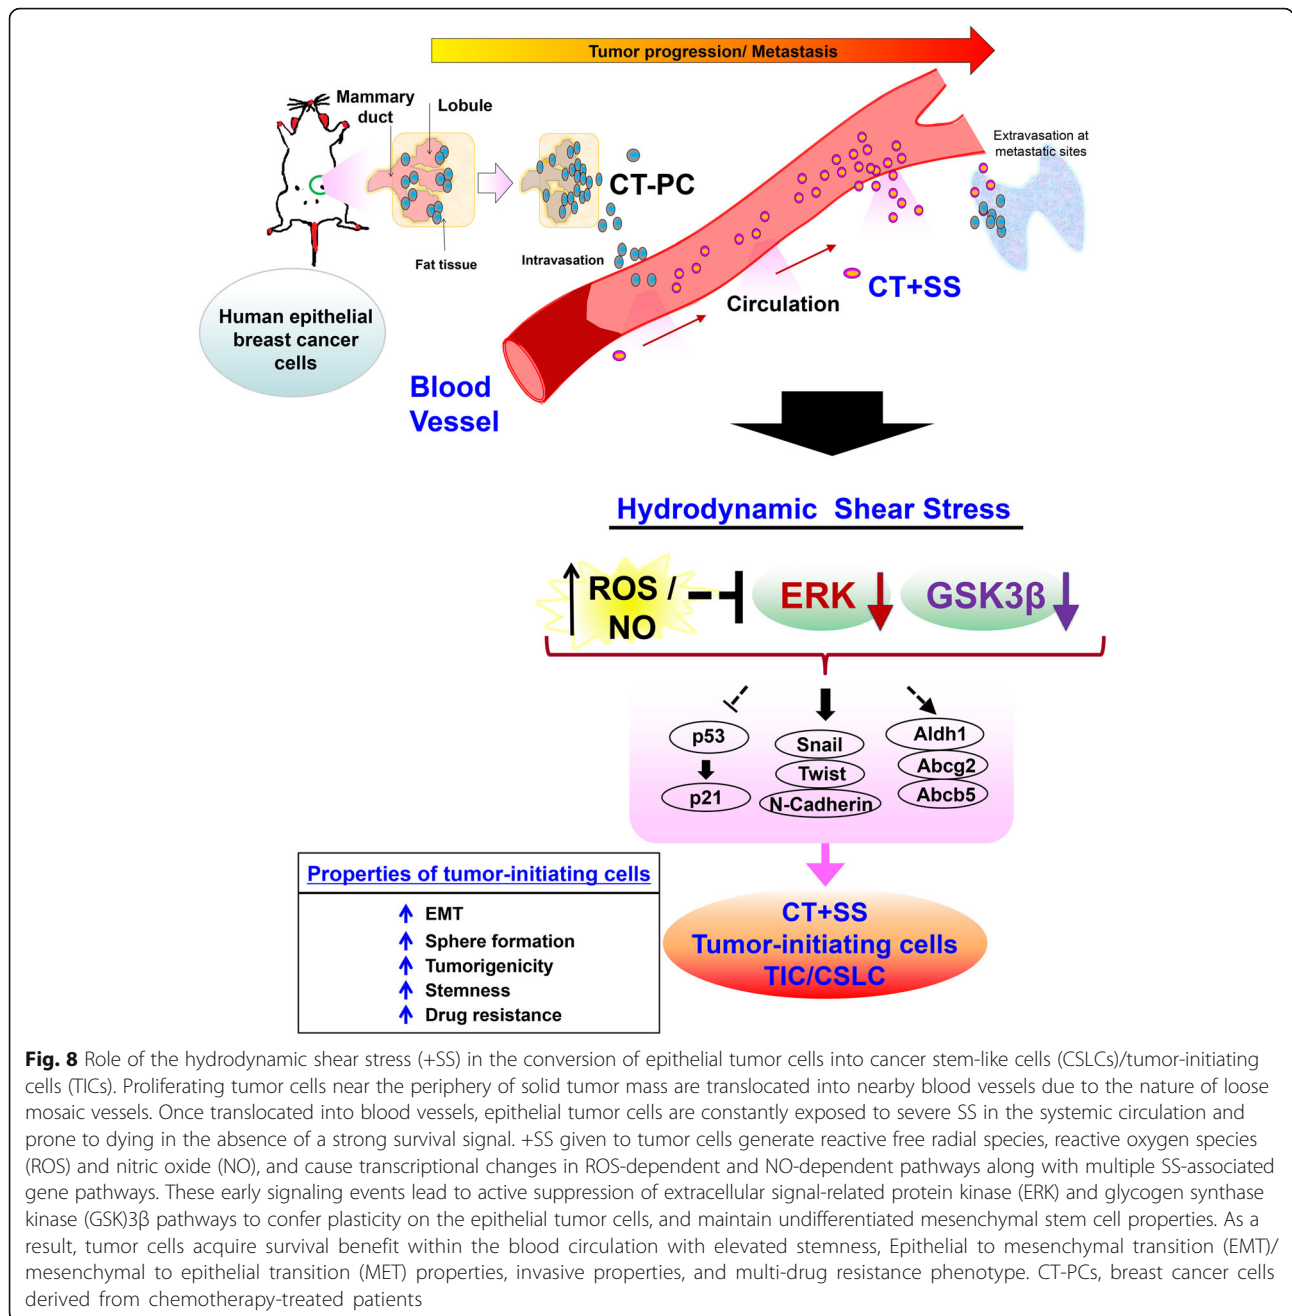 Tumor progression/ Metastasis
Mammary
duct
Lobule
CT-PC
Fat tissue
Intravasation
Extravasation at
metastatic sites
CT+SS
Circulation
Human epithelial
breast cancer
cells
Blood
Vessel
Hydrodynamic Shear Stress
ROS /
NO
ERK
GSK3β
p53
p21
Snail
Twist
N-Cadherin
Aldh1
Abcg2
Abcb5
Properties of tumor-initiating cells
EMT
Sphere formation
Tumorigenicity
Stemness
Drug resistance
CT+SS
Tumor-initiating cells
TIC/CSLC
Fig. 8 Role of the hydrodynamic shear stress (+SS) in the conversion of epithelial tumor cells into cancer stem-like cells (CSLCs)/tumor-initiating
cells (TICs). Proliferating tumor cells near the periphery of solid tumor mass are translocated into nearby blood vessels due to the nature of loose
mosaic vessels. Once translocated into blood vessels, epithelial tumor cells are constantly exposed to severe SS in the systemic circulation and
prone to dying in the absence of a strong survival signal. +SS given to tumor cells generate reactive free radial species, reactive oxygen species
(ROS) and nitric oxide (NO), and cause transcriptional changes in ROS-dependent and NO-dependent pathways along with multiple SS-associated
gene pathways. These early signaling events lead to active suppression of extracellular signal-related protein kinase (ERK) and glycogen synthase
kinase (GSK)3β pathways to confer plasticity on the epithelial tumor cells, and maintain undifferentiated mesenchymal stem cell properties. As a
result, tumor cells acquire survival benefit within the blood circulation with elevated stemness, Epithelial to mesenchymal transition (EMT)/
mesenchymal to epithelial transition (MET) properties, invasive properties, and multi-drug resistance phenotype. CT-PCs, breast cancer cells
derived from chemotherapy-treated patients